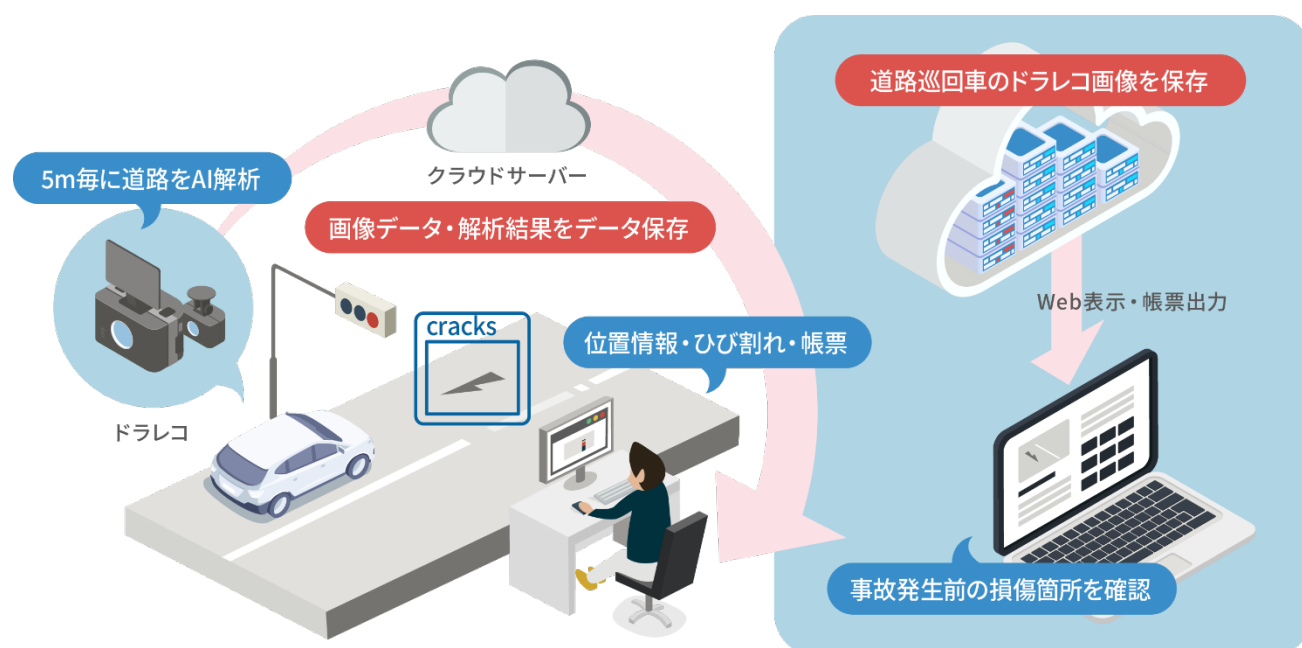 5m毎に道路をAI解析
ドラレコ
クラウドサーバー
画像データ・解析結果をデータ保存
cracks
位置情報・ひび割れ・帳票
道路巡回車のドラレコ画像を保存
Web表示・帳票出力
事故発生前の損傷箇所を確認